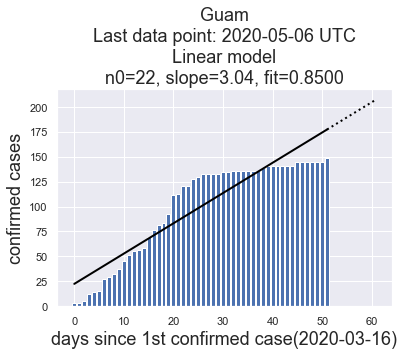 Guam
Last data point: 2020-05-06 UTC
Linear model
n0=22, slope=3.04, fit=0.8500
200
175
150
125
100
75
50
25
0
confirmed cases
0 10 20 30 40 50 60
days since 1st confirmed case(2020-03-16)